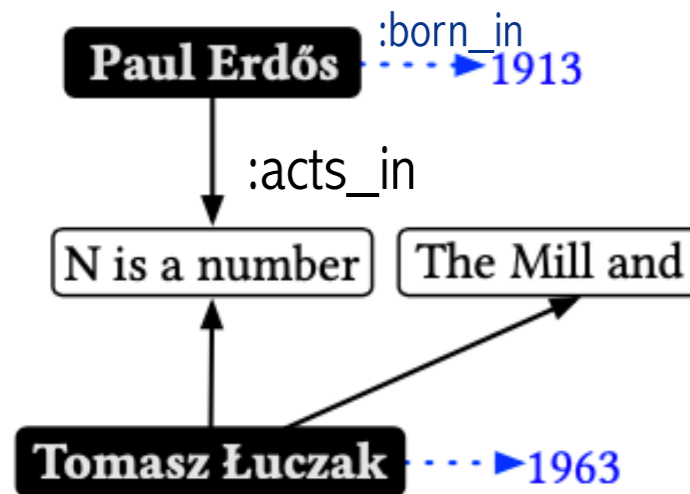 :born_in
Paul Erdős
1913
:acts_in
N is a number
The Mill and
Tomasz Łuczak
1963